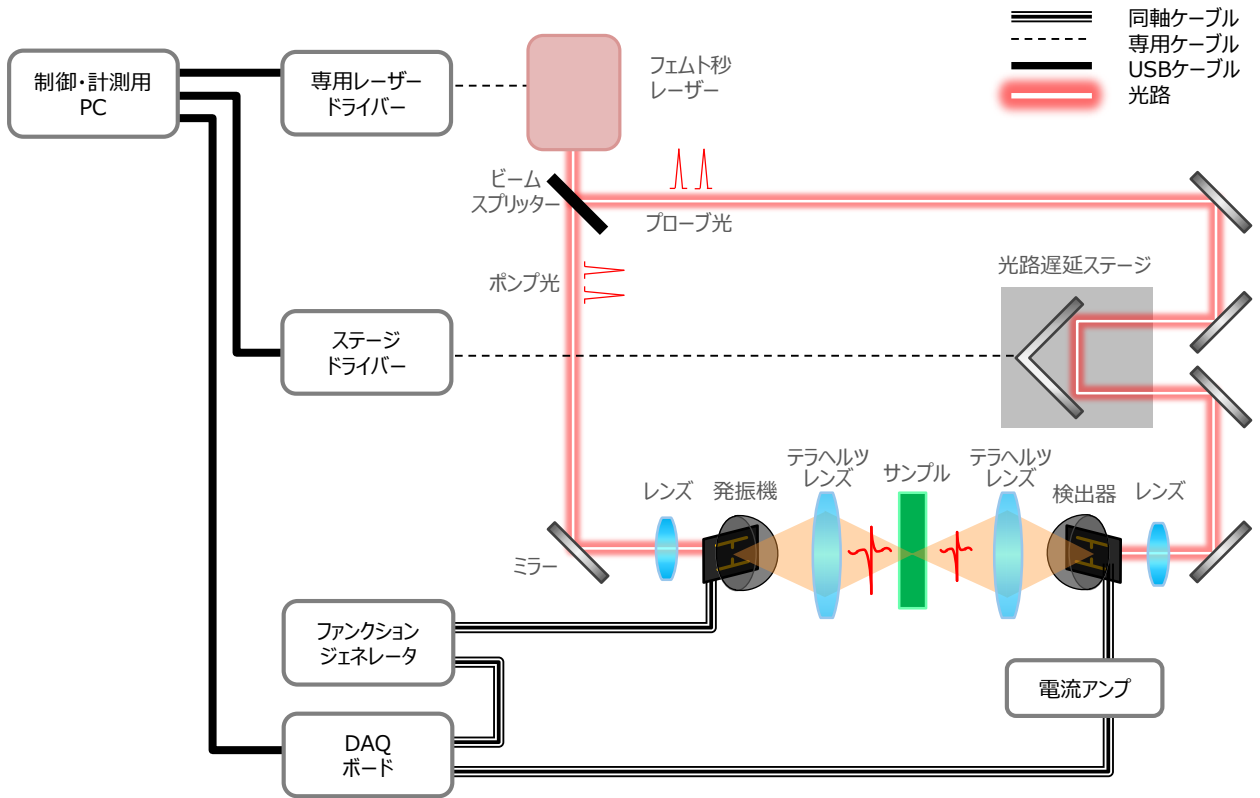 同軸ケーブル
専用ケーブル
USBケーブル
光路
制御・計測用
PC
専用レーザー
ドライバー
フェムト秒
レーザー
ビーム
スプリッター
プローブ光
ポンプ光
光路遅延ステージ
ステージ
ドライバー
レンズ
発振機
テラヘルツ
レンズ
サンプル
テラヘルツ
レンズ
検出器
レンズ
ミラー
ファンクション
ジェネレータ
電流アンプ
DAQ
ボード